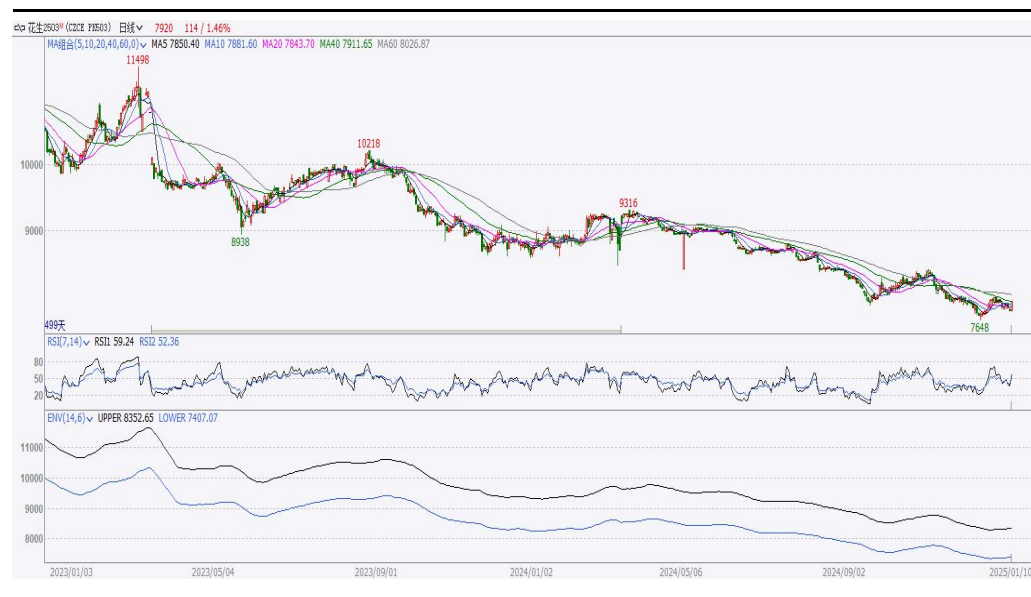 花生2503ᴹ (CZCE PK503) 日线 7920 114 / 1.46%
MA组合(5,10,20,40,60,0) MA5 7850.40 MA10 7881.60 MA20 7843.70 MA40 7911.65 MA60 8026.87
11498
10218
10000
9316
9000
8938
499天
7648
RSI(7,14) RSI1 59.24 RSI2 52.36
80
50
20
ENV(14,6) UPPER 8352.65 LOWER 7407.07
11000
10000
9000
8000
2023/01/03 2023/05/04 2023/09/01 2024/01/02 2024/05/06 2024/09/02 2025/01/10